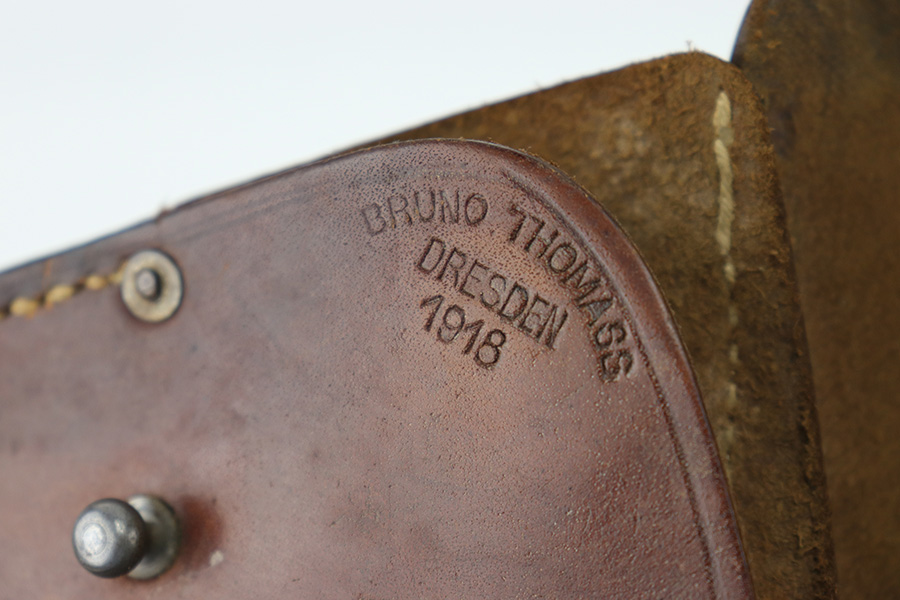 BRUNO THOMASS
DRESDEN
1918